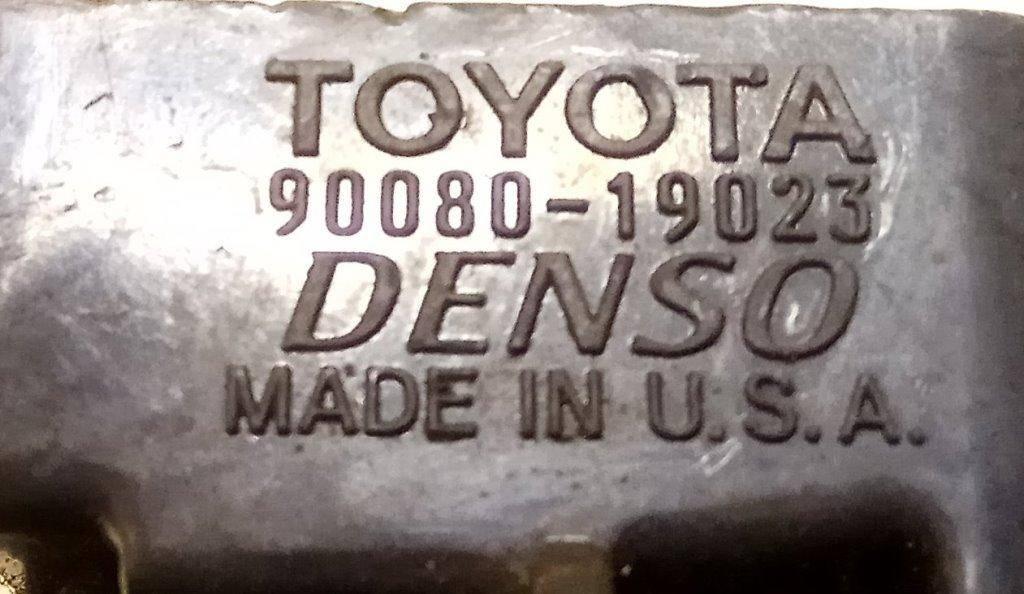 TOYOTA
90080-19023
DENSO
MADE IN U.S.A.